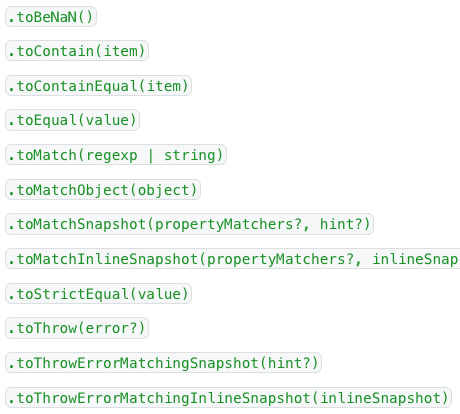 .toBeNaN()
.toContain(item)
.toContainEqual(item)
.toEqual(value)
.toMatch(regexp | string)
.toMatchObject(object)
.toMatchSnapshot(propertyMatchers?, hint?)
.toMatchInlineSnapshot(propertyMatchers?, inlineSnap
.toStrictEqual(value)
.toThrow(error?)
.toThrowErrorMatchingSnapshot(hint?)
.toThrowErrorMatchingInlineSnapshot(inlineSnapshot)